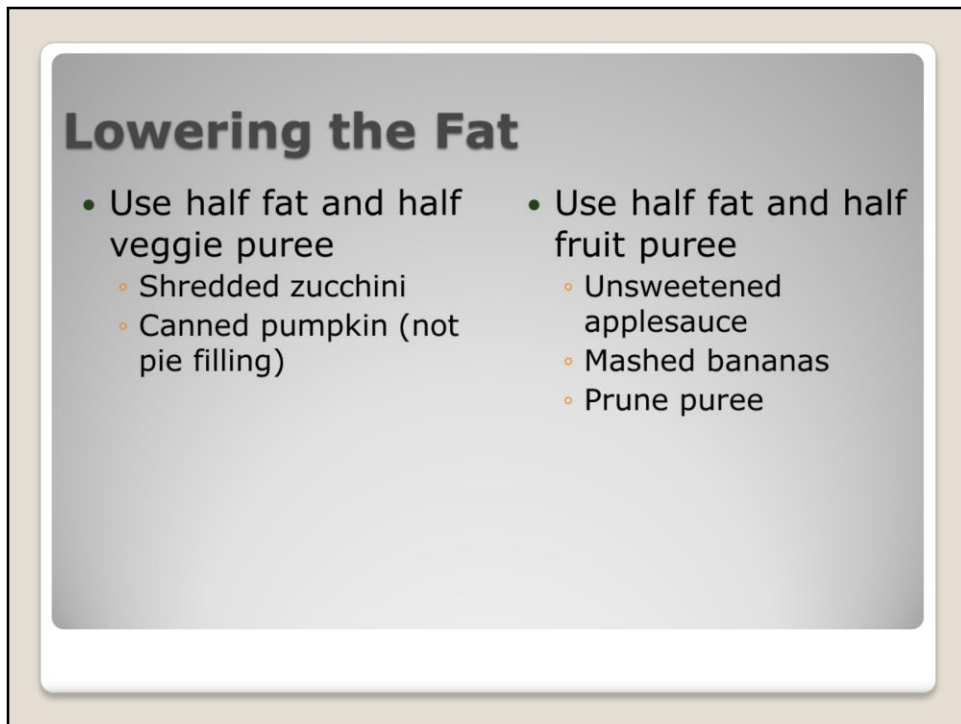 Lowering the Fat
• Use half fat and half
veggie puree
◦ Shredded zucchini
◦ Canned pumpkin (not
pie filling)
• Use half fat and half
fruit puree
◦ Unsweetened
applesauce
◦ Mashed bananas
◦ Prune puree